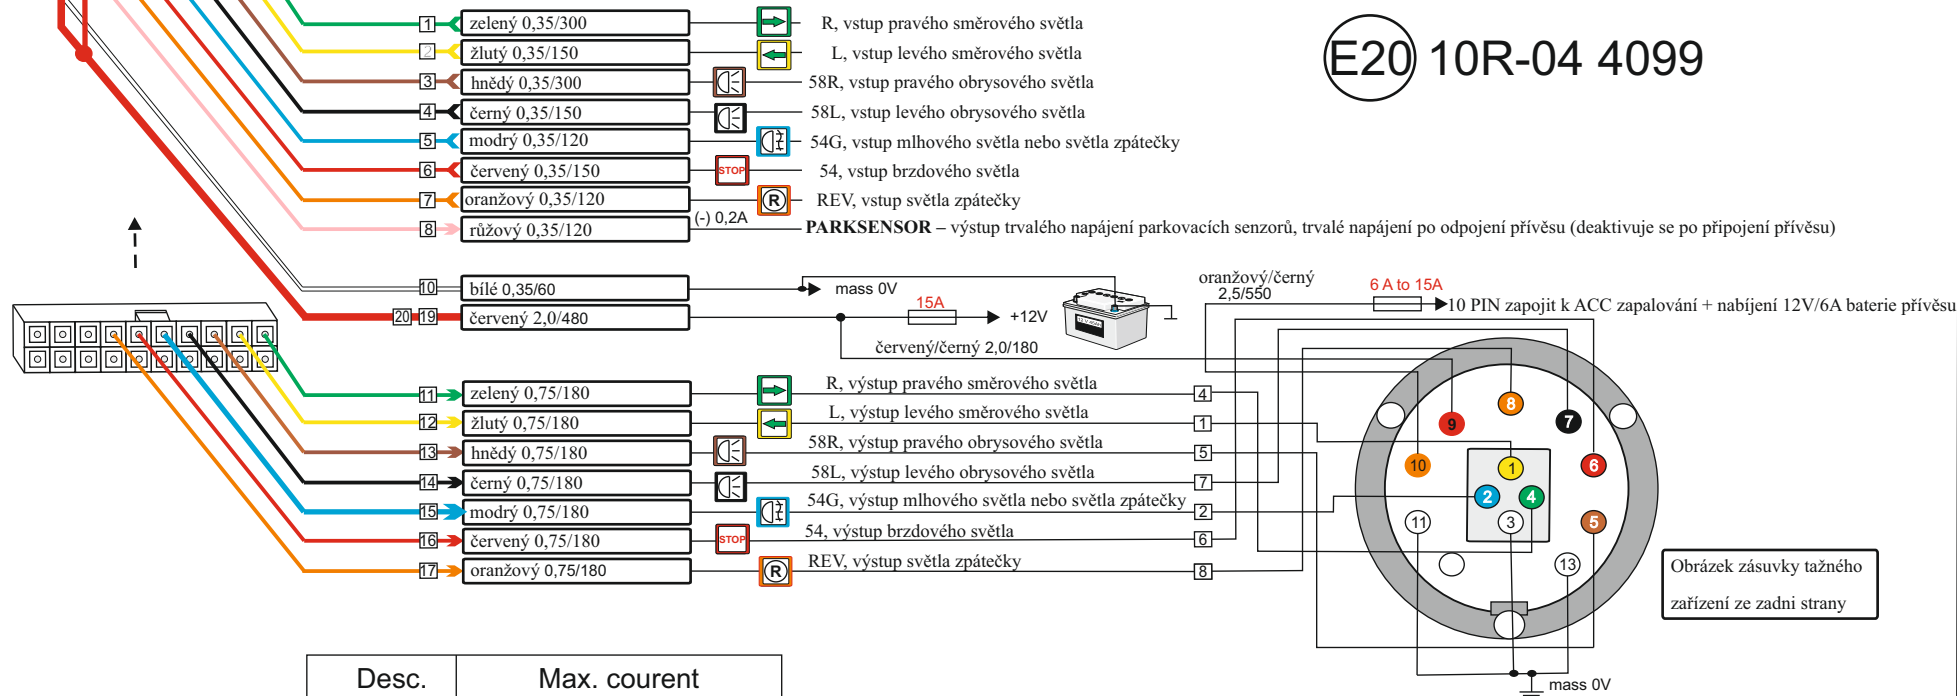 1 zelený 0,35/300 R, vstup pravého směrového světla
2 žlutý 0,35/150 L, vstup levého směrového světla
3 hnědý 0,35/300 58R, vstup pravého obrysového světla
4 černý 0,35/150 58L, vstup levého obrysového světla
5 modrý 0,35/120 54G, vstup mlhového světla nebo světla zpátečky
6 červený 0,35/150 STOP 54, vstup brzdového světla
7 oranžový 0,35/120 R REV, vstup světla zpátečky
8 růžový 0,35/120 (-) 0,2A PARKSENSOR – výstup trvalého napájení parkovacích senzorů, trvalé napájení po odpojení přívěsu (deaktivuje se po připojení přívěsu)
E20 10R-04 4099
10 bílé 0,35/60 mass 0V
20 19 červený 2,0/480 15A +12V
červený/černý 2,0/180
oranžový/černý
2,5/550
6 A to 15A
10 PIN zapojit k ACC zapalování + nabíjení 12V/6A baterie přívěsu
11 zelený 0,75/180 R, výstup pravého směrového světla 4
12 žlutý 0,75/180 L, výstup levého směrového světla 1
13 hnědý 0,75/180 58R, výstup pravého obrysového světla 5
14 černý 0,75/180 58L, výstup levého obrysového světla 7
15 modrý 0,75/180 54G, výstup mlhového světla nebo světla zpátečky 2
16 červený 0,75/180 STOP 54, výstup brzdového světla 6
17 oranžový 0,75/180 R REV, výstup světla zpátečky 8
8
9 7
10 1 6
2 4
11 3 5
13
mass 0V
Obrázek zásuvky tažného
zařízení ze zadni strany
Desc. Max. courent